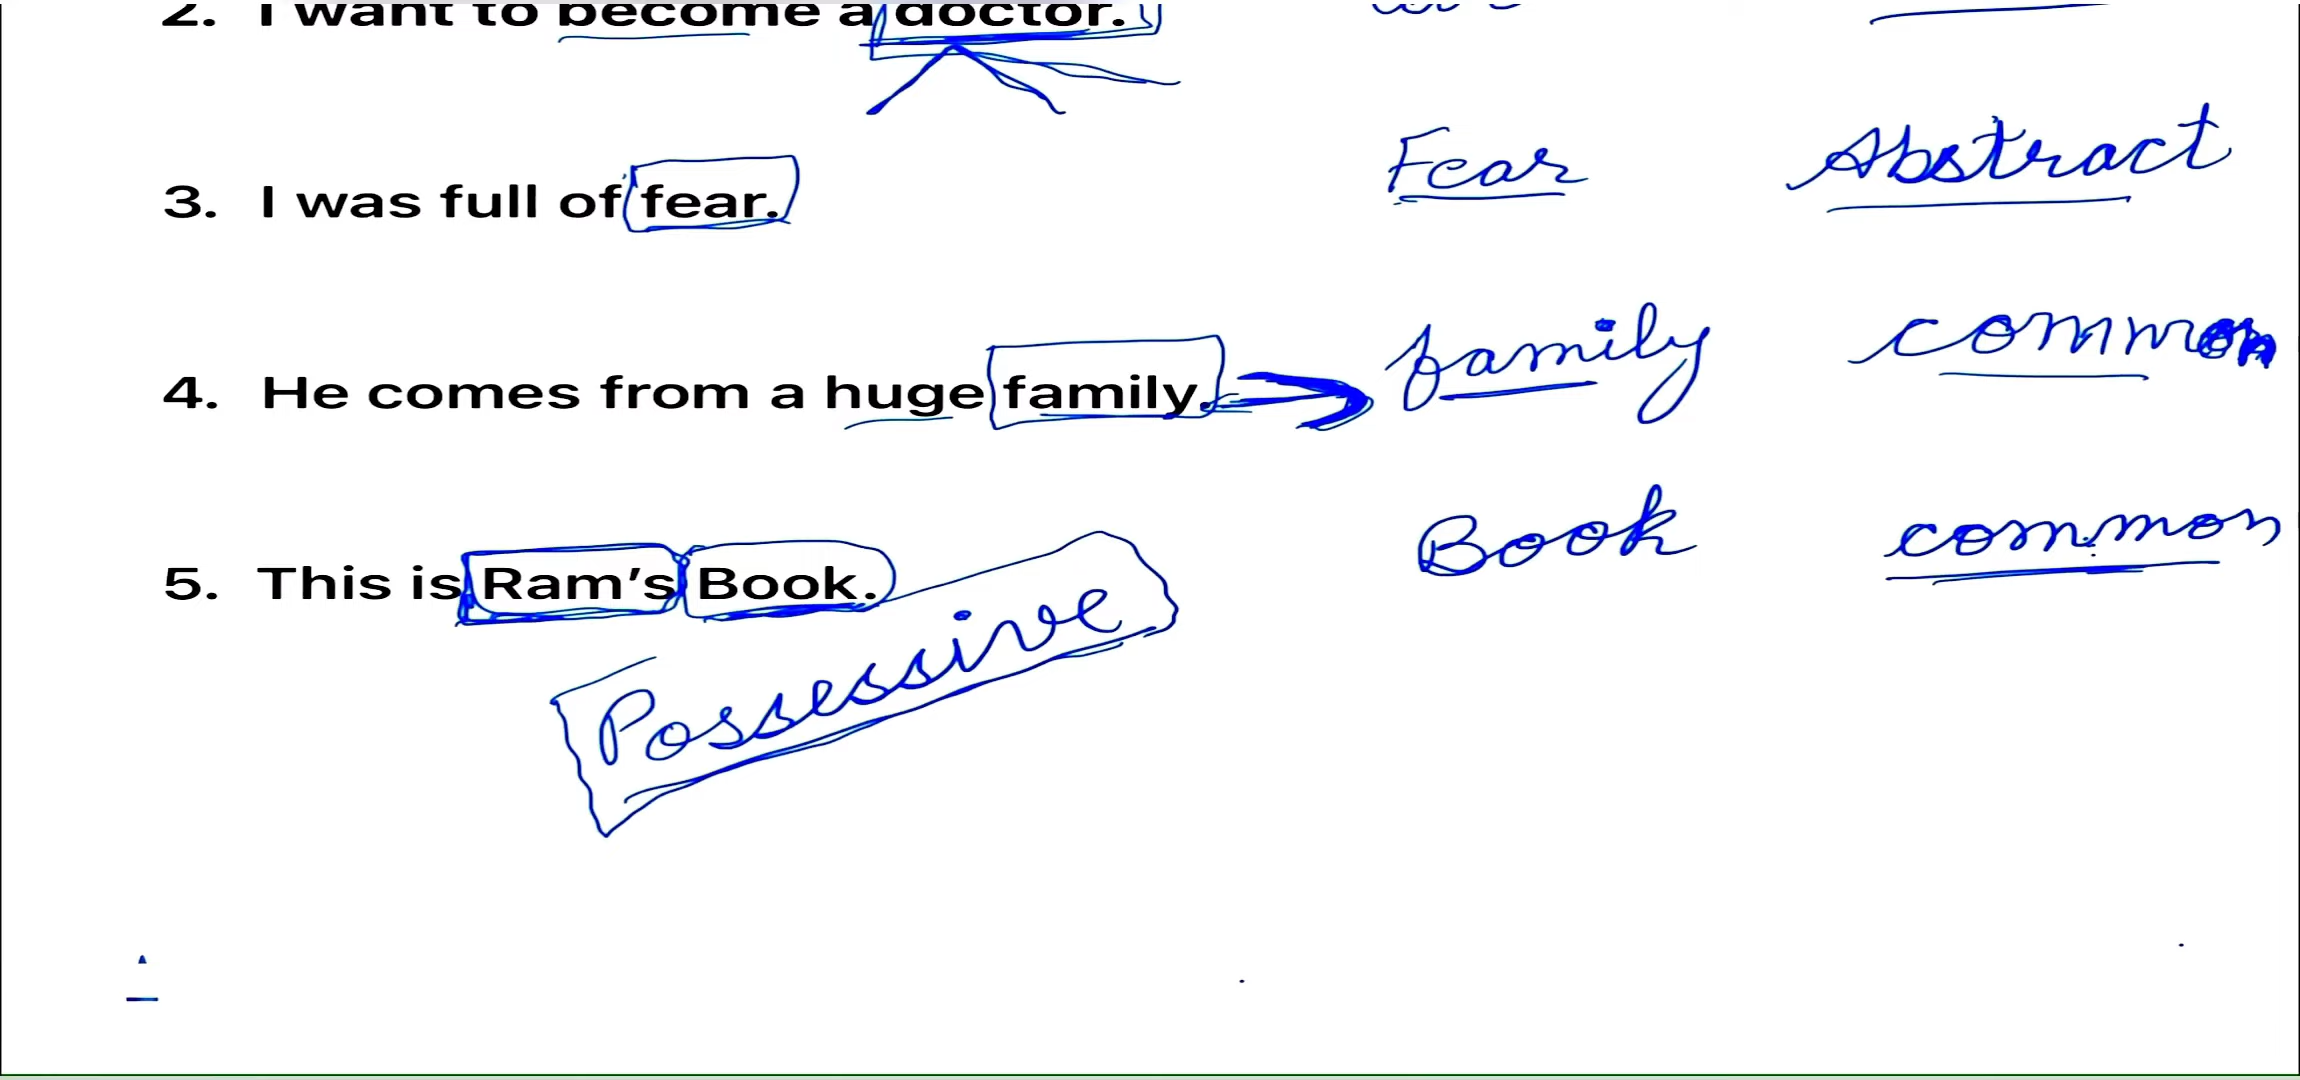 2. I want to become a doctor.
3. I was full of fear. Fear Abstract
4. He comes from a huge family. family common
5. This is Ram's Book. Book common
Possessive